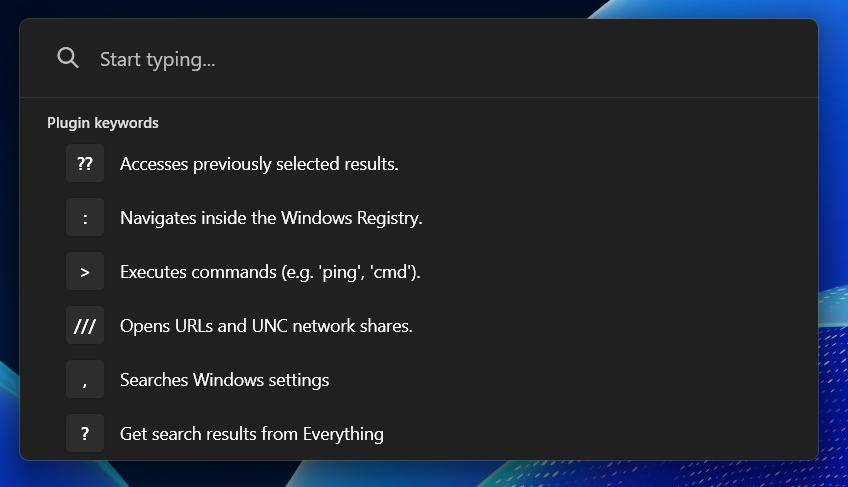 Start typing...
Plugin keywords
?? Accesses previously selected results.
: Navigates inside the Windows Registry.
> Executes commands (e.g. 'ping', 'cmd').
/// Opens URLs and UNC network shares.
, Searches Windows settings
? Get search results from Everything